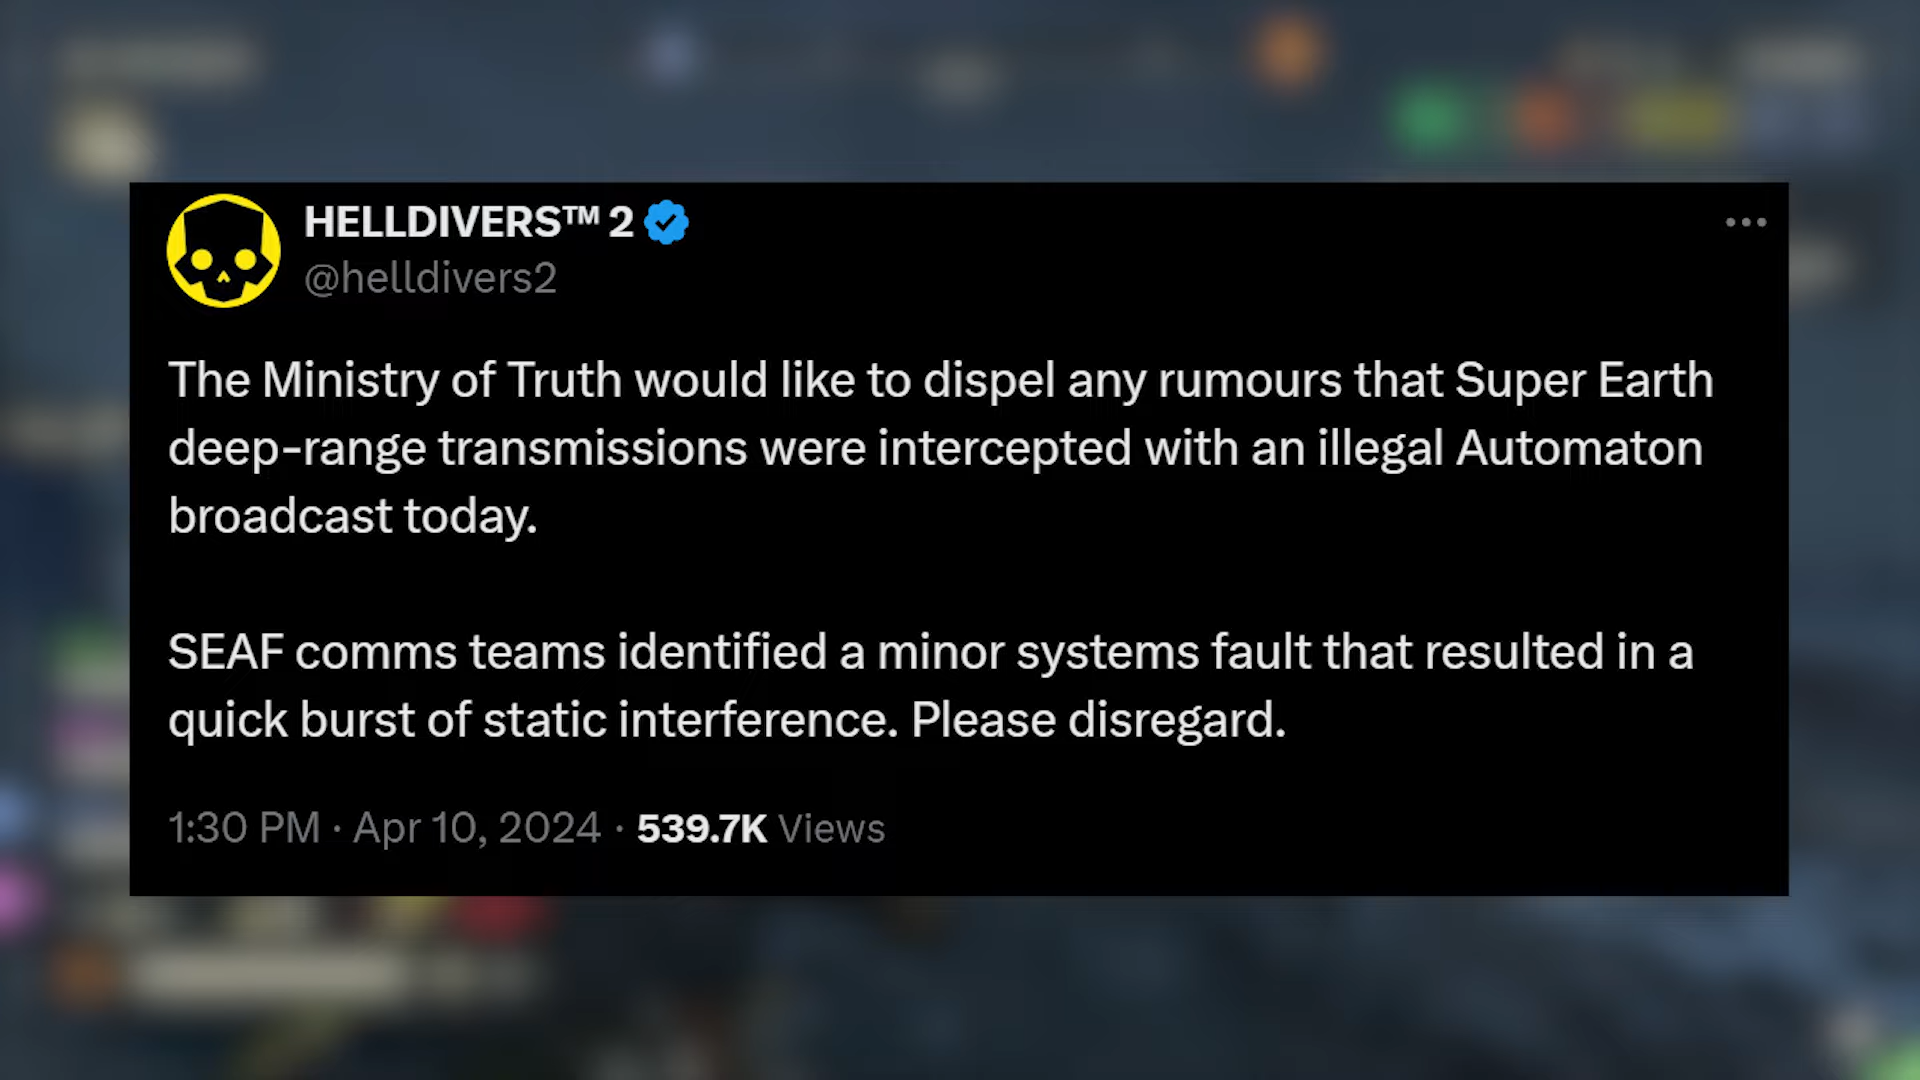 HELLDIVERS™ 2
@helldivers2
The Ministry of Truth would like to dispel any rumours that Super Earth
deep-range transmissions were intercepted with an illegal Automaton
broadcast today.
SEAF comms teams identified a minor systems fault that resulted in a
quick burst of static interference. Please disregard.
1:30 PM · Apr 10, 2024 · 539.7K Views